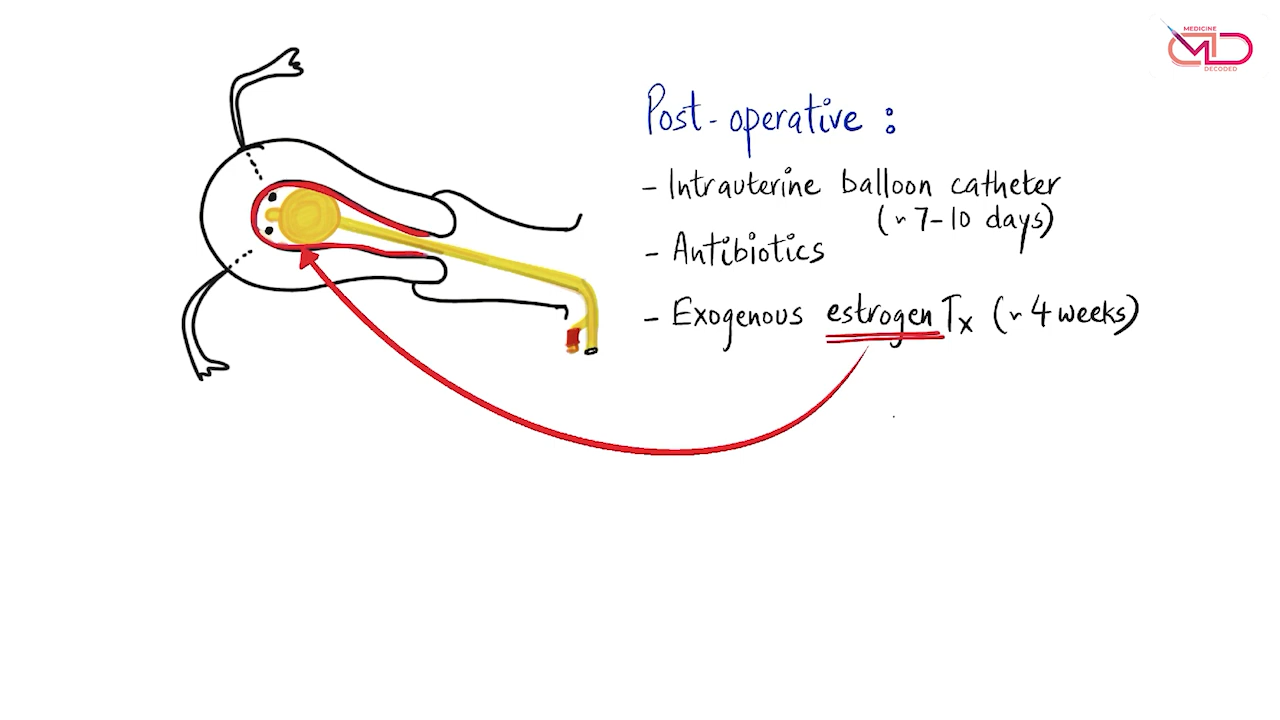 MEDICINE
MD
DECODED
Post-operative :
- Intrauterine balloon catheter
(~ 7-10 days)
- Antibiotics
- Exogenous estrogen Tx (~ 4 weeks)